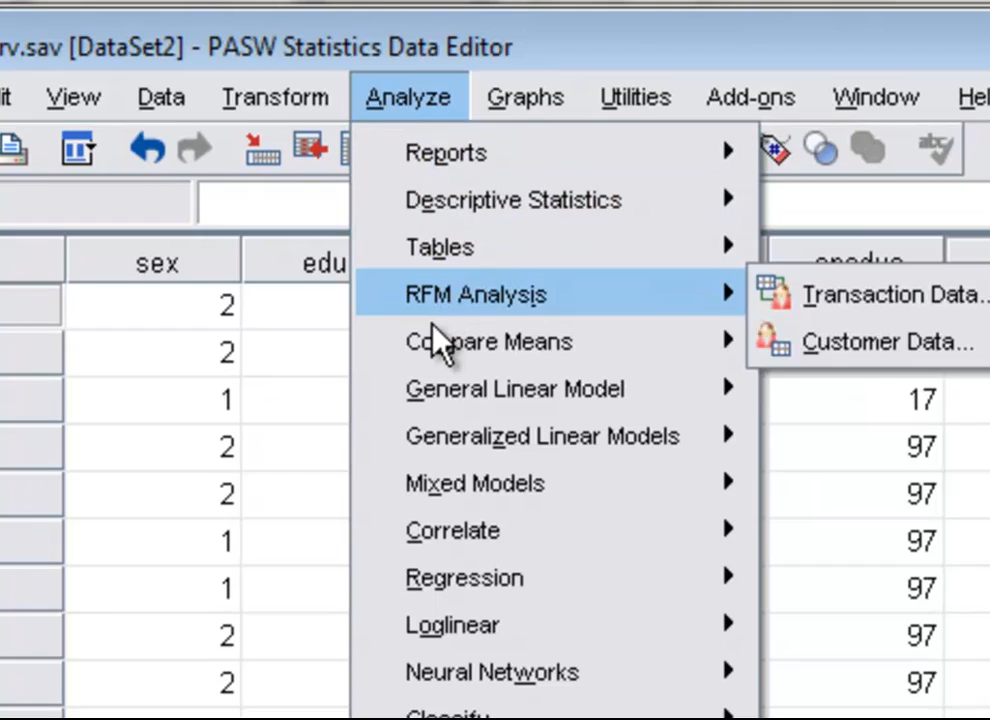 rv.sav [DataSet2] - PASW Statistics Data Editor
it View Data Transform Analyze Graphs Utilities Add-ons Window Hel
Reports
Descriptive Statistics
Tables
sex edu
RFM Analysis Transaction Data...
2
Compare Means Customer Data...
2
General Linear Model
1 17
Generalized Linear Models
2 97
Mixed Models
2 97
Correlate
1 97
Regression
1 97
Loglinear
2 97
Neural Networks
2 97
Classify